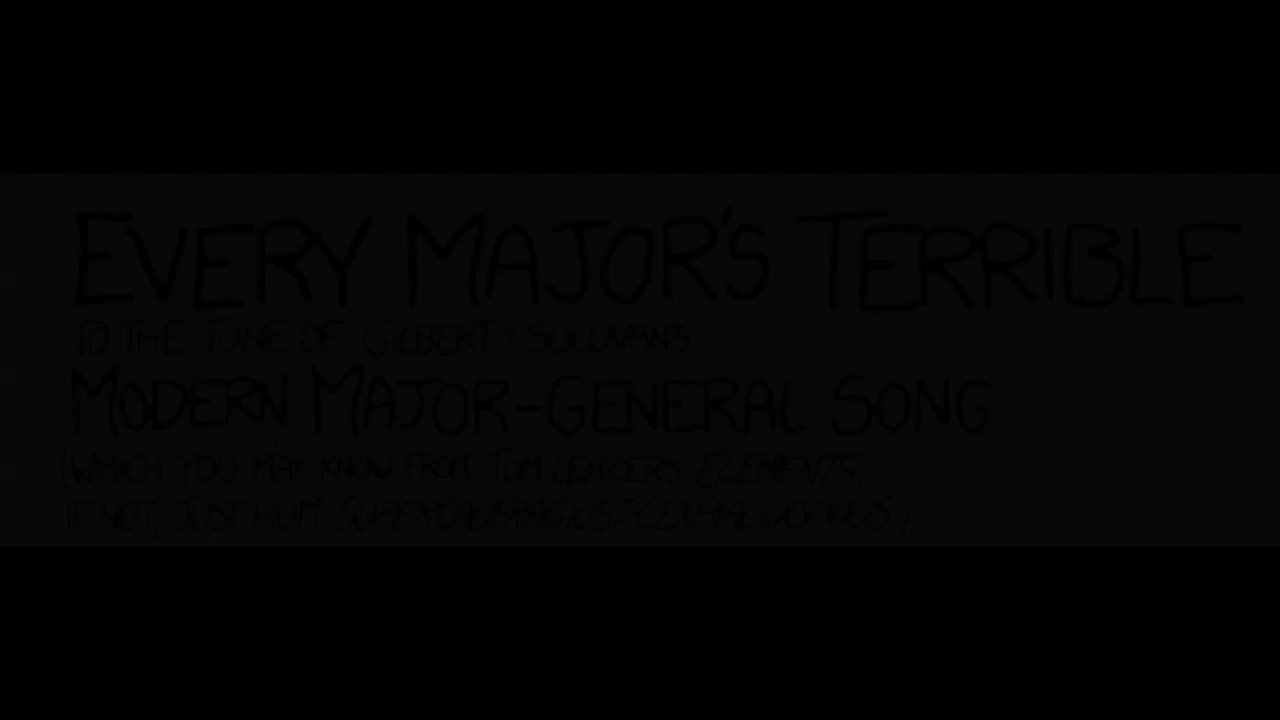 EVERY MAJOR'S TERRIBLE
TO THE TUNE OF GILBERT & SULLIVAN'S
MODERN MAJOR-GENERAL SONG
(WHICH YOU MAY KNOW FROM TOM LEHRER'S ELEMENTS.
IF NOT, JUST HUM SUPERCALIFRAGILISTICEXPIALIDOCIOUS.)